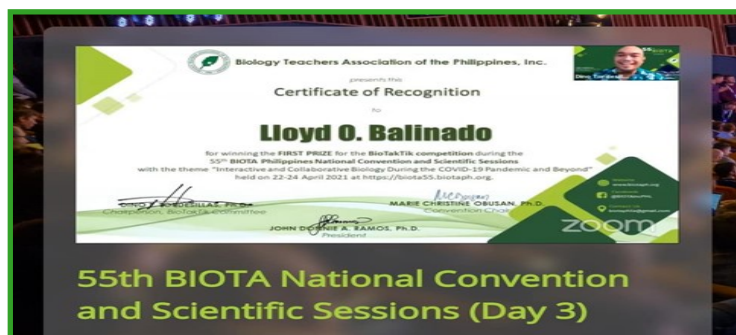 Biology Teachers Association of the Philippines, Inc.
presents this
Certificate of Recognition
to
Lloyd O. Balinado
for winning the FIRST PRIZE for the BioTakTik competition during the
55th BIOTA Philippines National Convention and Scientific Sessions
with the theme "Interactive and Collaborative Biology During the COVID-19 Pandemic and Beyond"
held on 22-24 April 2021 at https://biota55.biotaph.org.
Chairperson, BioTakTik Committee
MARIE CHRISTINE OBUSAN, Ph.D.
Convention Chair
JOHN DONNIE A. RAMOS, Ph.D.
President
Website
www.biotaph.org
Facebook
zoom
55th BIOTA National Convention
and Scientific Sessions (Day 3)